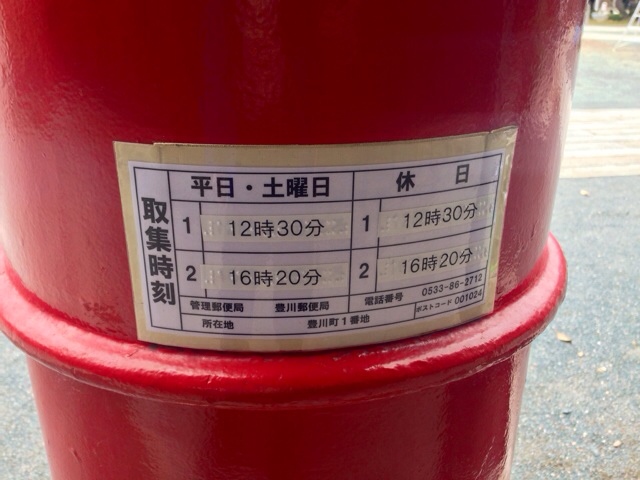 取集時刻
平日・土曜日 休日
1 12時30分 1 12時30分
2 16時20分 2 16時20分
管理郵便局 豊川郵便局 電話番号 0533-86-2712
所在地 豊川町1番地 ポストコード 001024